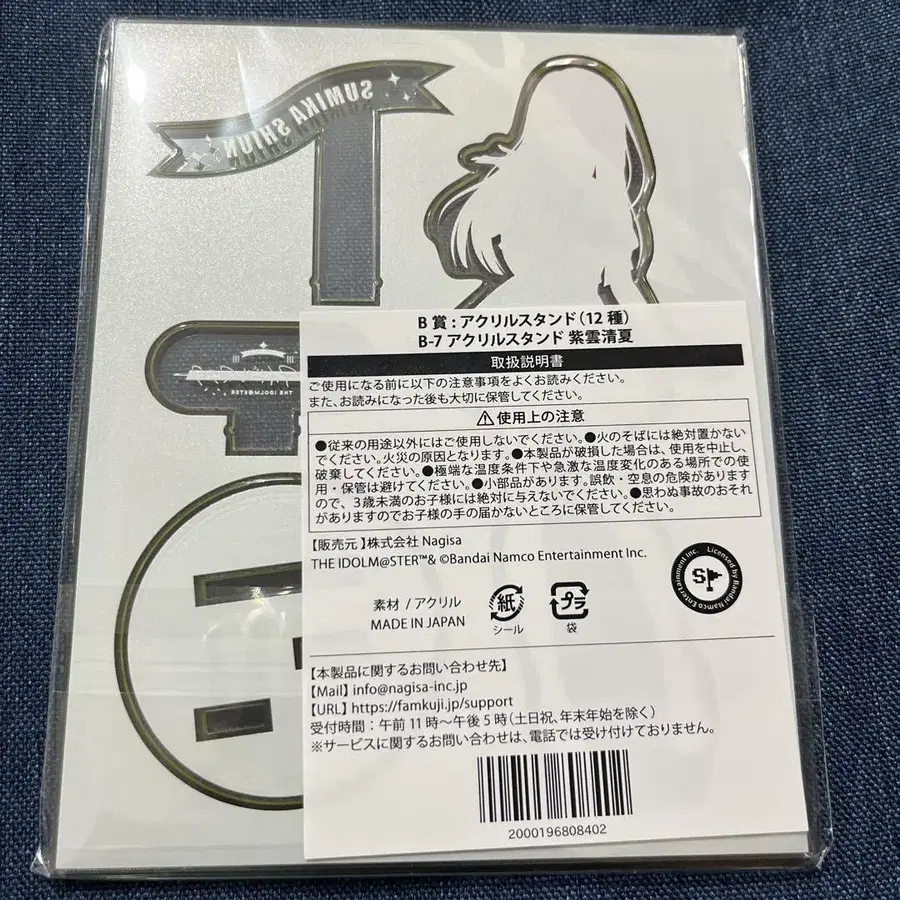 SUMIKA SHIUN
THE IDOLM@STER
B 賞 : アクリルスタンド (12 種)
B-7 アクリルスタンド 紫雲清夏
取扱説明書
ご使用になる前に以下の注意事項をよくお読みください。
また、お読みになった後も大切に保管してください。
⚠使用上の注意
●従来の用途以外にはご使用しないでください。●火のそばには絶対置かない
でください。火災の原因となります。●本製品が破損した場合は、使用を中止し、
破棄してください。●極端な温度条件下や急激な温度変化のある場所での使
用・保管は避けてください。●小部品があります。誤飲・窒息の危険があります
ので、3歳未満のお子様には絶対に与えないでください。●思わぬ事故のおそれ
がありますのでお子様の手の届かないところに保管してください。
【販売元】株式会社 Nagisa
THE IDOLM@STER™& ©Bandai Namco Entertainment Inc.
Licensed by Bandai Namco Entertainment Inc.
S
素材 / アクリル
MADE IN JAPAN
紙
シール
プラ
袋
【本製品に関するお問い合わせ先】
【Mail】info@nagisa-inc.jp
【URL】https://famkuji.jp/support
受付時間:午前 11 時〜午後 5 時(土日祝、年末年始を除く)
※サービスに関するお問い合わせは、電話では受け付けておりません。
2000196808402